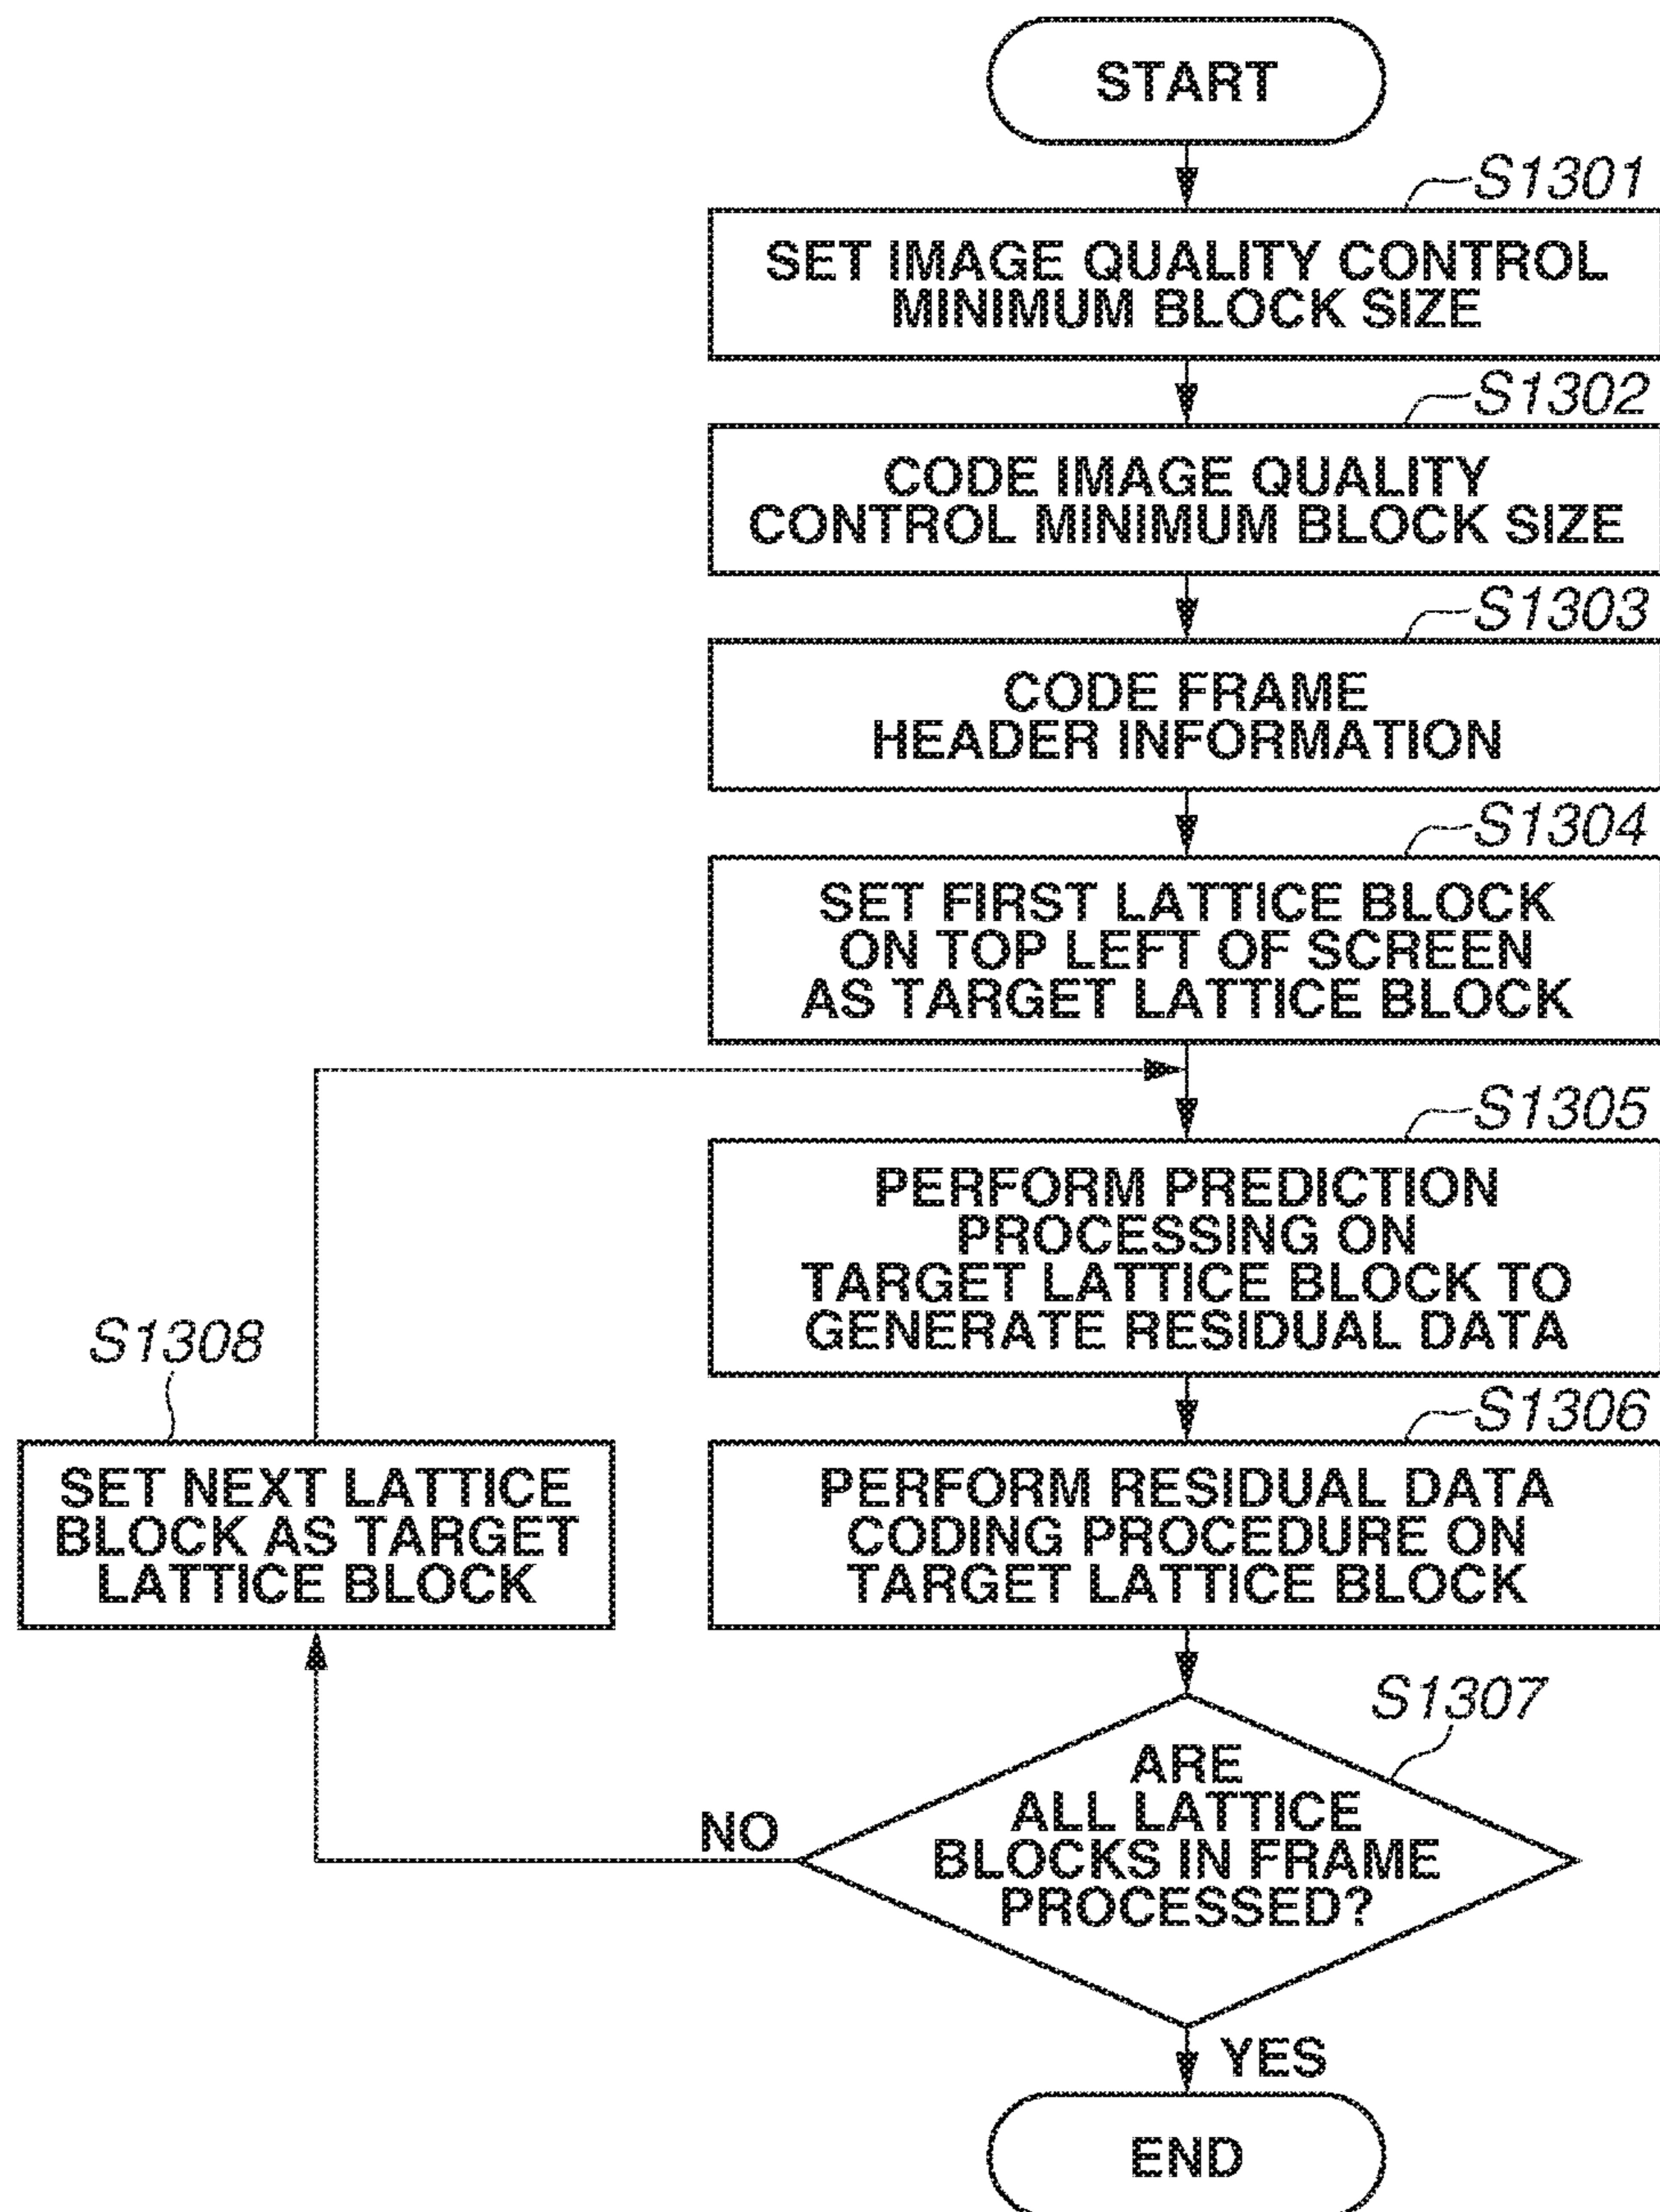 START
S1301
SET IMAGE QUALITY CONTROL
MINIMUM BLOCK SIZE
S1302
CODE IMAGE QUALITY
CONTROL MINIMUM BLOCK SIZE
S1303
CODE FRAME
HEADER INFORMATION
S1304
SET FIRST LATTICE BLOCK
ON TOP LEFT OF SCREEN
AS TARGET LATTICE BLOCK
S1305
PERFORM PREDICTION
PROCESSING ON
TARGET LATTICE BLOCK TO
GENERATE RESIDUAL DATA
S1306
PERFORM RESIDUAL DATA
CODING PROCEDURE ON
TARGET LATTICE BLOCK
S1307
ARE
ALL LATTICE
BLOCKS IN FRAME
PROCESSED?
NO
S1308
SET NEXT LATTICE
BLOCK AS TARGET
LATTICE BLOCK
YES
END